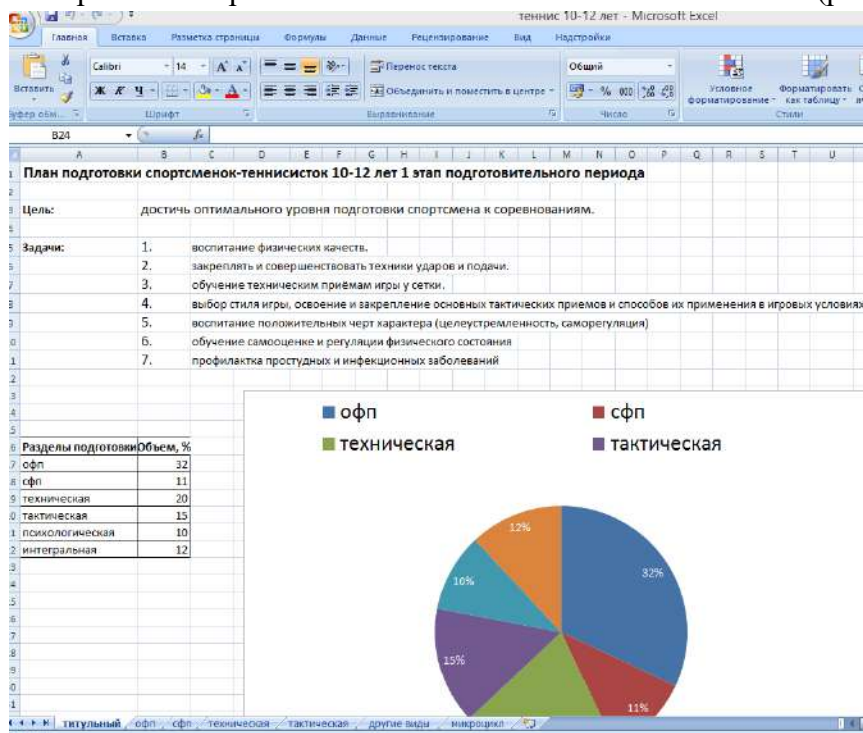 теннис 10-12 лет - Microsoft Excel
Главная Вставка Разметка страницы Формулы Данные Рецензирование Вид Надстройки
Вставить Calibri 14 Перенос текста Общий
Ж К Ч Объединить и поместить в центре % 000 Условное форматирование Форматировать как таблицу
Шрифт Выравнивание Число Стили
B24 fx
A B C D E F G H I J K L M N O P Q R S T U
План подготовки спортсменок-теннисисток 10-12 лет 1 этап подготовительного периода
Цель: достичь оптимального уровня подготовки спортсмена к соревнованиям.
Задачи: 1. воспитание физических качеств.
2. закреплять и совершенствовать техники ударов и подачи.
3. обучение техническим приёмам игры у сетки.
4. выбор стиля игры, освоение и закрепление основных тактических приемов и способов их применения в игровых условиях
5. воспитание положительных черт характера (целеустремленность, саморегуляция)
6. обучение самооценке и регуляции физического состояния
7. профилактка простудных и инфекционных заболеваний
офп сфп
техническая тактическая
Разделы подготовки Объем, %
офп 32
сфп 11
техническая 20
тактическая 15
психологическая 10
интегральная 12
12%
32%
10%
15%
11%
титульный офп сфп техническая тактическая другие виды микроцикл